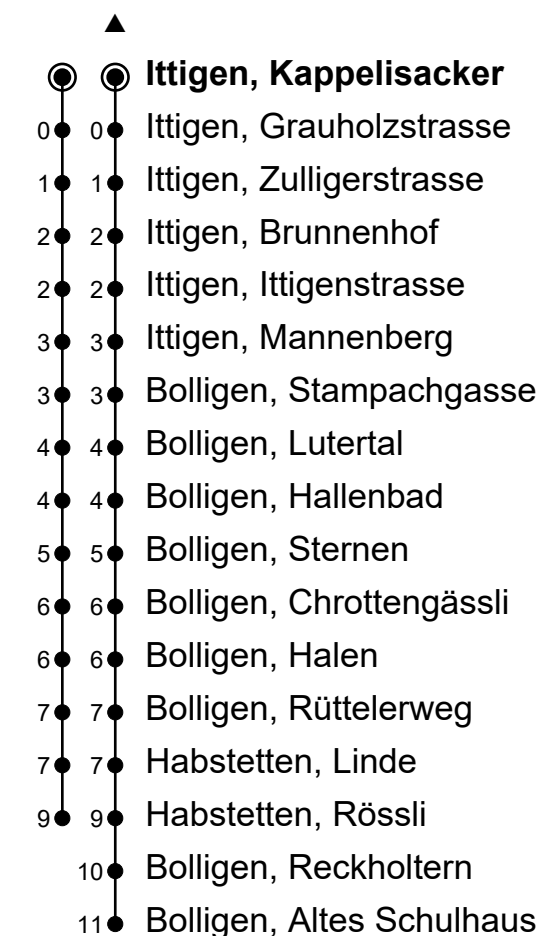 ▲
Ittigen, Kappelisacker
0 0 Ittigen, Grauholzstrasse
1 1 Ittigen, Zulligerstrasse
2 2 Ittigen, Brunnenhof
2 2 Ittigen, Ittigenstrasse
3 3 Ittigen, Mannenberg
3 3 Bolligen, Stampachgasse
4 4 Bolligen, Lutertal
4 4 Bolligen, Hallenbad
5 5 Bolligen, Sternen
6 6 Bolligen, Chrottengässli
6 6 Bolligen, Halen
7 7 Bolligen, Rüttelerweg
7 7 Habstetten, Linde
9 9 Habstetten, Rössli
10 Bolligen, Reckholtern
11 Bolligen, Altes Schulhaus